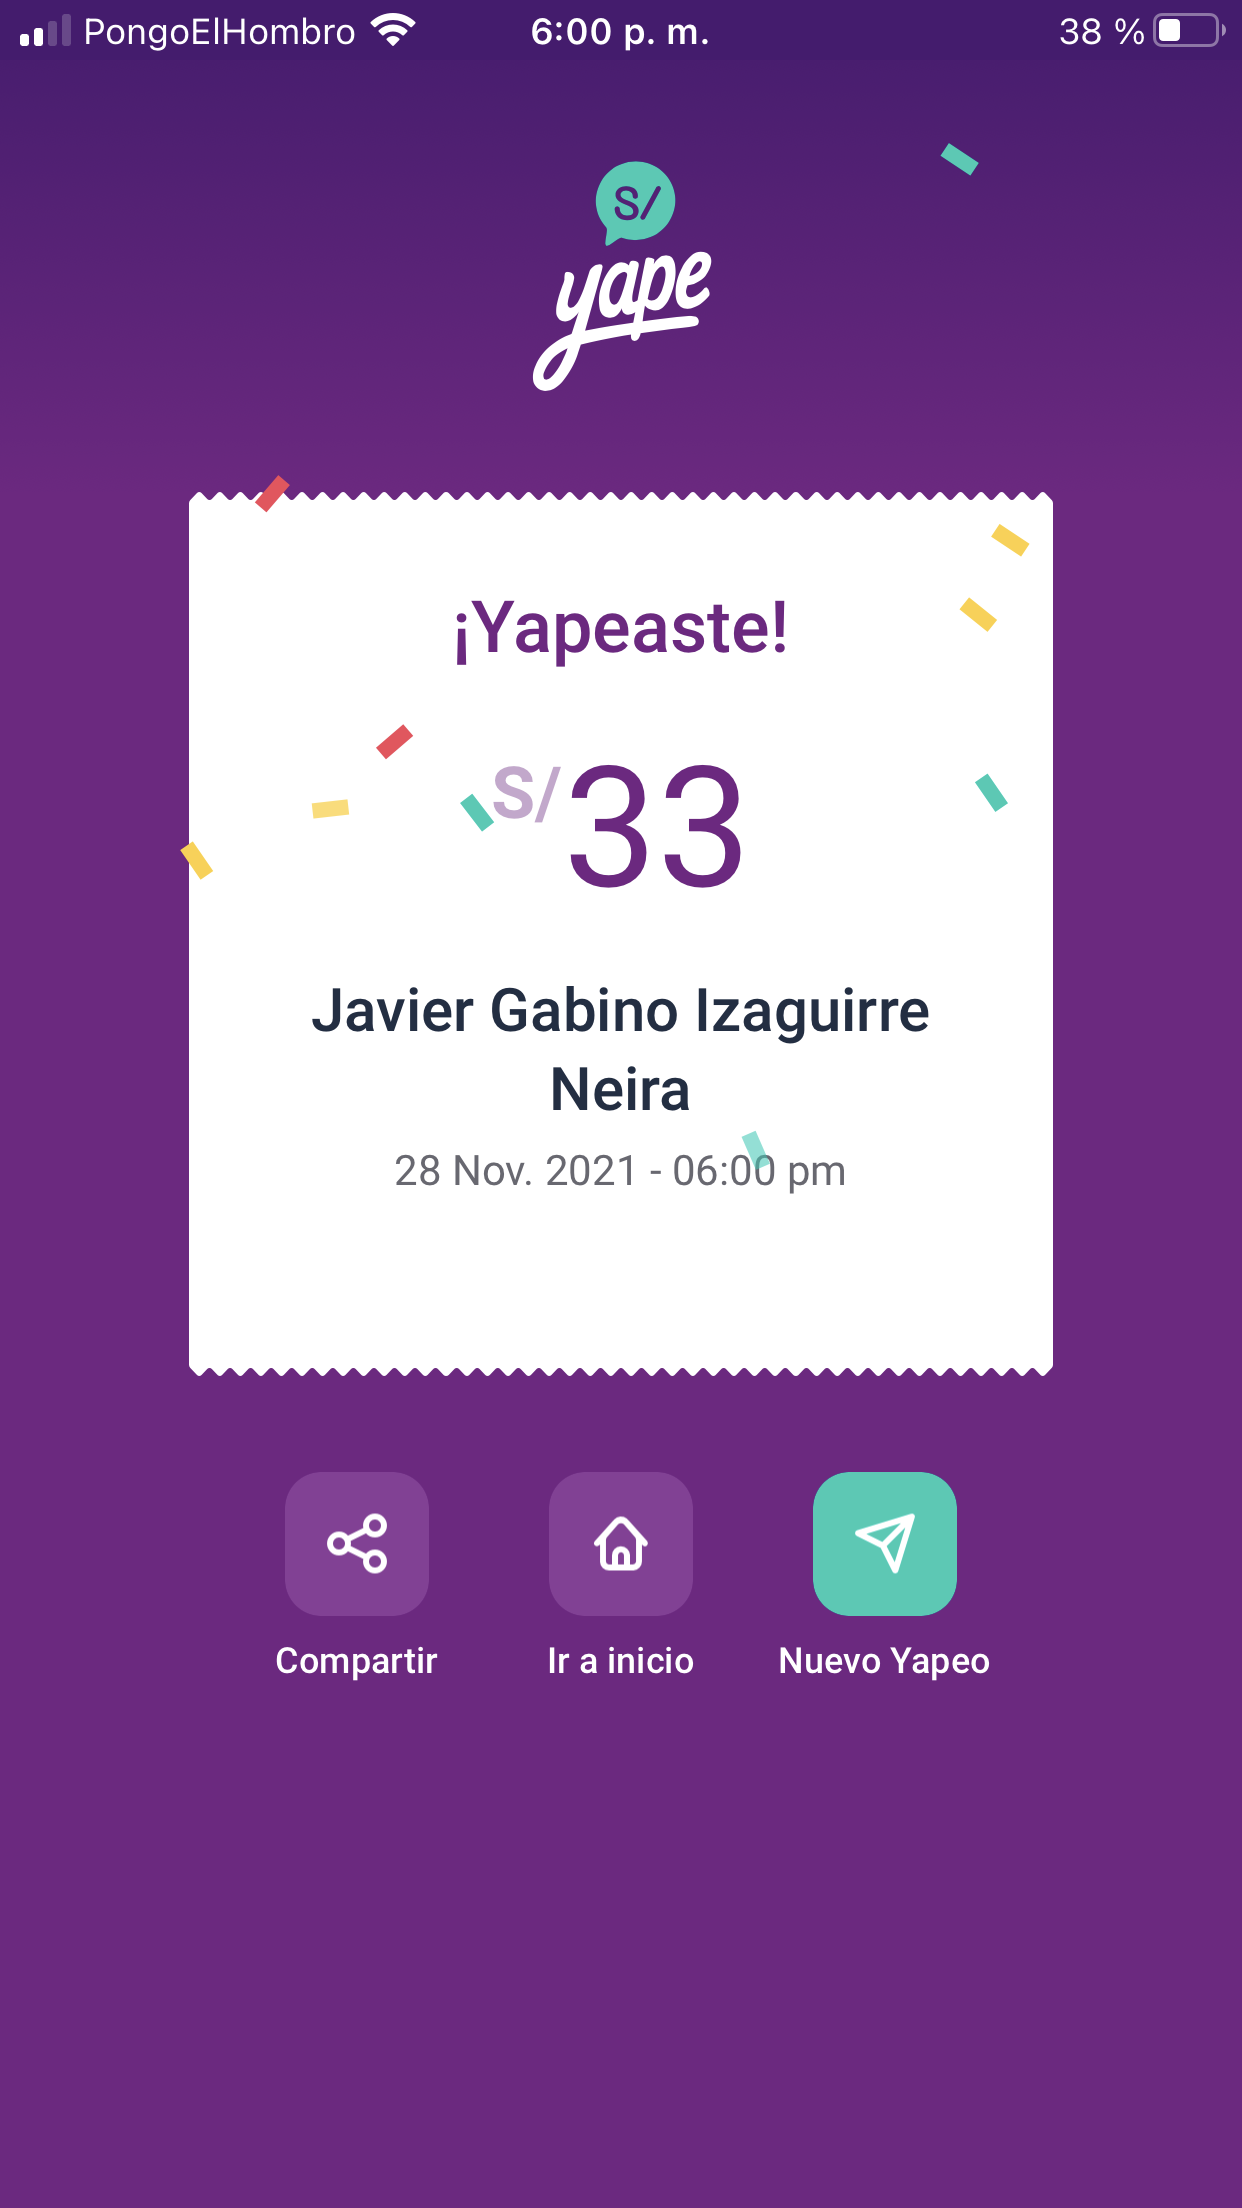 PongoElHombro 6:00 p. m. 38 %
S/
yape
¡Yapeaste!
S/33
Javier Gabino Izaguirre
Neira
28 Nov. 2021 - 06:00 pm
Compartir Ir a inicio Nuevo Yapeo